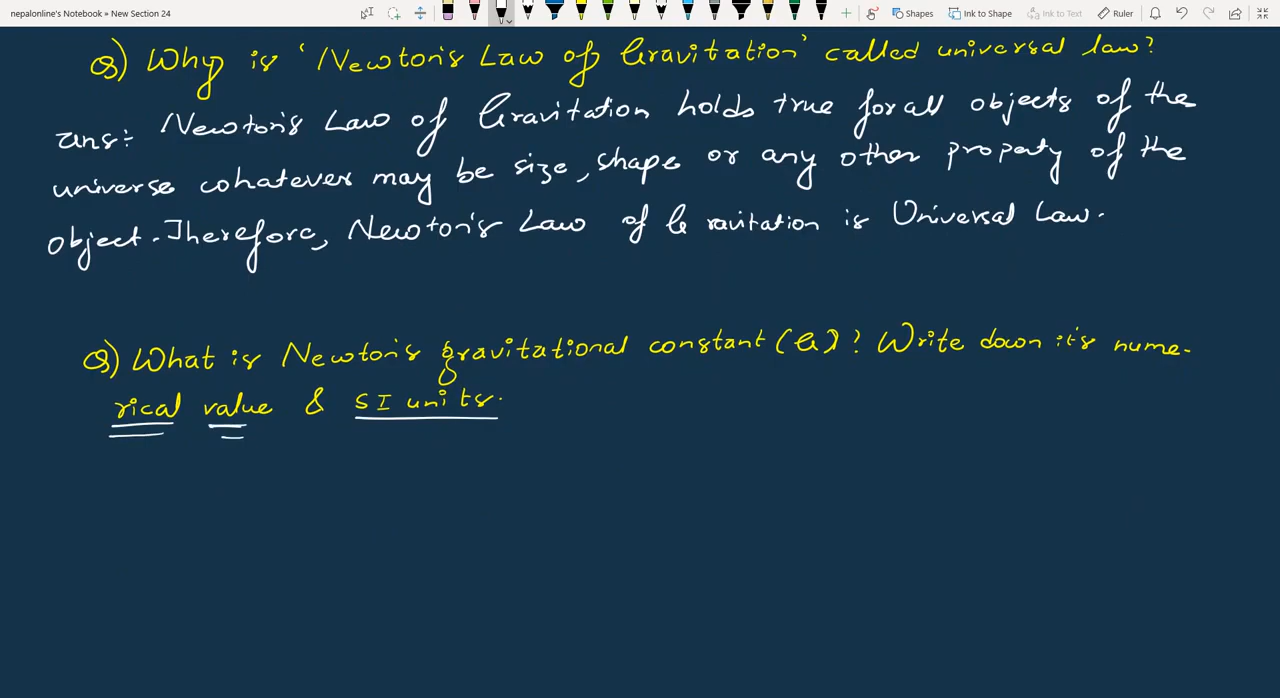 nepalonline's Notebook » New Section 24
Shapes Ink to Shape Ink to Text Ruler
Q) Why is 'Newton's Law of Gravitation' called universal law?
ans: Newton's Law of Gravitation holds true for all objects of the
universe whatever may be size, shape or any other property of the
object. Therefore, Newton's Law of Gravitation is Universal Law.
Q) What is Newton's gravitational constant (G)? Write down it's nume-
rical value & SI units.